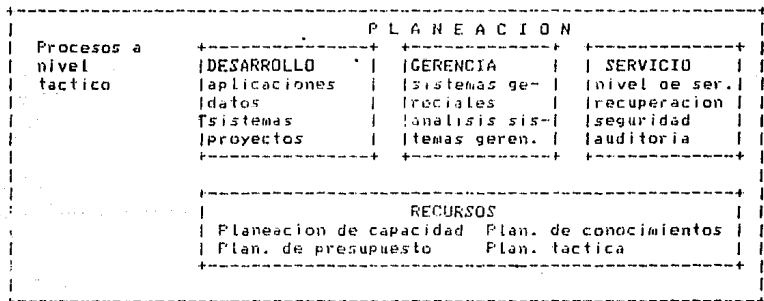 P L A N E A C I O N
Procesos a
nivel
tactico
DESARROLLO
aplicaciones
datos
sistemas
proyectos
GERENCIA
sistemas ge-
reciales
analisis sis-
temas geren.
SERVICIO
nivel de ser.
recuperacion
seguridad
auditoria
RECURSOS
Planeacion de capacidad Plan. de conocimientos
Plan. de presupuesto Plan. tactica